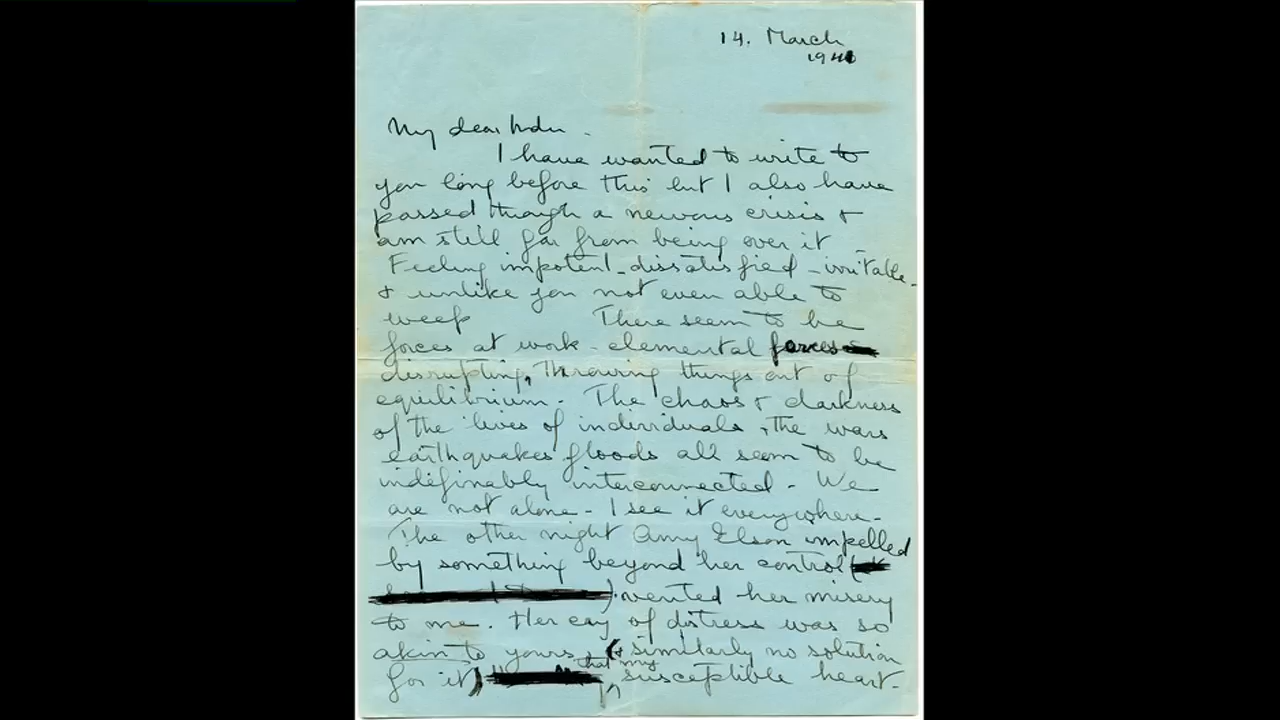 14. March
1941
My dear Indu.
I have wanted to write to
you long before this but I also have
passed through a nervous crisis &
am still far from being over it
Feeling impotent - dissatisfied - irritable -
& unlike you not even able to
weep There seem to be
forces at work - elemental forces
disrupting, throwing things out of
equilibrium - The chaos & darkness
of the lives of individuals, the wars
earthquakes floods all seem to be
indefinably interconnected - We
are not alone - I see it everywhere -
The other night Amy Elson impelled
by something beyond her control (
). vented her misery
to me. Her cry of distress was so
akin to yours, (& similarly no solution
that my
for it) susceptible heart -